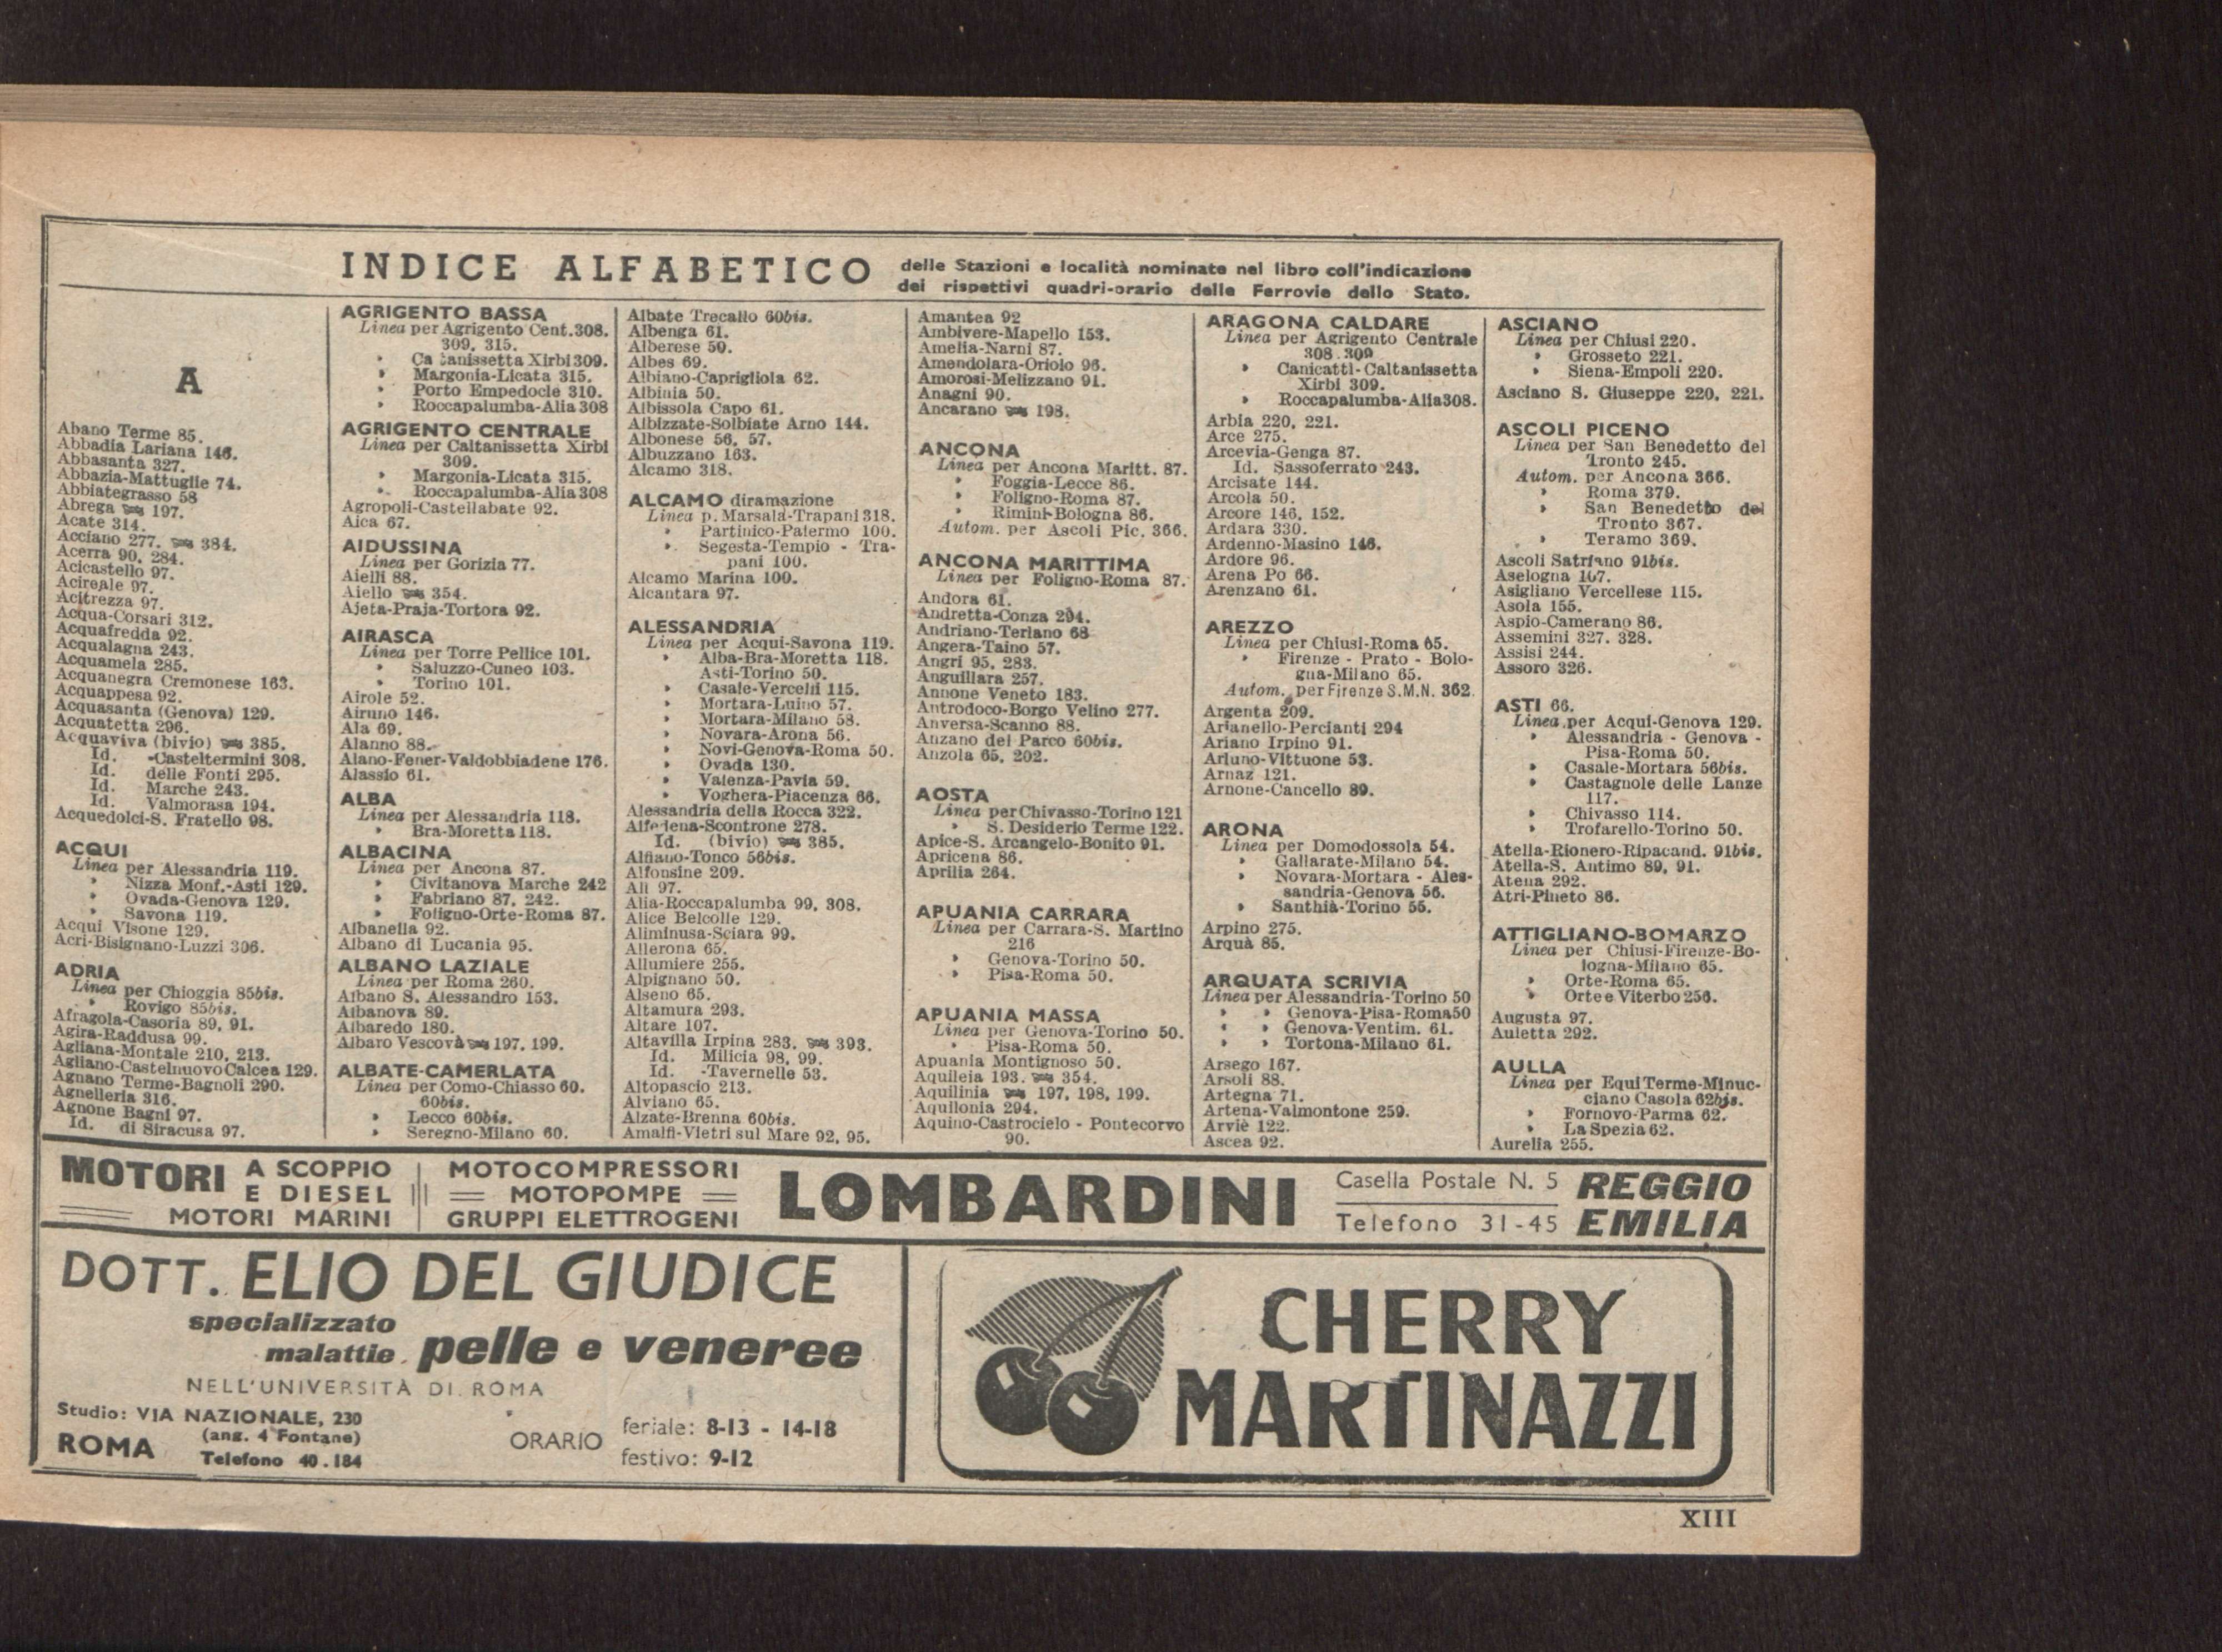 INDICE ALFABETICO
delle Stazioni e località nominate nel libro coll'indicazione
dei rispettivi quadri-orario delle Ferrovie dello Stato.
A
Abano Terme 85.
Abbadia Lariana 146.
Abbasanta 327.
Abbazia-Mattuglie 74.
Abbiategrasso 58
Abrega 197.
Acate 314.
Acciano 277. 384.
Acerra 90, 284.
Acicastello 97.
Acireale 97.
Acitrezza 97.
Acqua-Corsari 312.
Acquafredda 92.
Acqualagna 243.
Acquamela 285.
Acquanegra Cremonese 163.
Acquappesa 92.
Acquasanta (Genova) 129.
Acquatetta 296.
Acquaviva (bivio) 385.
Id. -Casteltermini 308.
Id. delle Fonti 295.
Id. Marche 243.
Id. Valmorasa 194.
Acquedolci-S. Fratello 98.
ACQUI
Linea per Alessandria 119.
» Nizza Monf.-Asti 129.
» Ovada-Genova 129.
» Savona 119.
Acqui Visone 129.
Acri-Bisignano-Luzzi 306.
ADRIA
Linea per Chioggia 85bis.
» Rovigo 85bis.
Afragola-Casoria 89, 91.
Agira-Raddusa 99.
Agliana-Montale 210, 213.
Agliano-Castelnuovo Calcea 129.
Agnano Terme-Bagnoli 290.
Agnelleria 316.
Agnone Bagni 97.
Id. di Siracusa 97.
AGRIGENTO BASSA
Linea per Agrigento Cent. 308.
309, 315.
» Caltanissetta Xirbi 309.
» Margonia-Licata 315.
» Porto Empedocle 310.
» Roccapalumba-Alia 308
AGRIGENTO CENTRALE
Linea per Caltanissetta Xirbi
309.
» Margonia-Licata 315.
» Roccapalumba-Alia 308
Agropoli-Castellabate 92.
Aica 67.
AIDUSSINA
Linea per Gorizia 77.
Aielli 88.
Aiello 354.
Ajeta-Praja-Tortora 92.
AIRASCA
Linea per Torre Pellice 101.
» Saluzzo-Cuneo 103.
» Torino 101.
Airole 52.
Airuno 146.
Ala 69.
Alanno 88.
Alano-Fener-Valdobbiadene 176.
Alassio 61.
ALBA
Linea per Alessandria 118.
» Bra-Moretta 118.
ALBACINA
Linea per Ancona 87.
» Civitanova Marche 242
» Fabriano 87, 242.
» Foligno-Orte-Roma 87.
Albanella 92.
Albano di Lucania 95.
ALBANO LAZIALE
Linea per Roma 260.
Albano S. Alessandro 153.
Albanova 89.
Albaredo 180.
Albaro Vescovà 197, 199.
ALBATE-CAMERLATA
Linea per Como-Chiasso 60.
60bis.
» Lecco 60bis.
» Seregno-Milano 60.
Albate Trecallo 60bis.
Albenga 61.
Alberese 50.
Albes 69.
Albiano-Caprigliola 62.
Albinia 50.
Albissola Capo 61.
Albizzate-Solbiate Arno 144.
Albonese 56, 57.
Albuzzano 163.
Alcamo 318.
ALCAMO diramazione
Linea p. Marsala-Trapani 318.
» Partinico-Palermo 100.
» Segesta-Tempio - Tra-
pani 100.
Alcamo Marina 100.
Alcantara 97.
ALESSANDRIA
Linea per Acqui-Savona 119.
» Alba-Bra-Moretta 118.
Asti-Torino 50.
» Casale-Vercelli 115.
» Mortara-Luino 57.
» Mortara-Milano 58.
» Novara-Arona 56.
» Novi-Genova-Roma 50.
» Ovada 130.
» Valenza-Pavia 59.
» Voghera-Piacenza 66.
Alessandria della Rocca 322.
Alfedena-Scontrone 278.
Id. (bivio) 385.
Alfiano-Tonco 56bis.
Alfonsine 209.
Alì 97.
Alia-Roccapalumba 99, 308.
Alice Belcolle 129.
Aliminusa-Sciara 99.
Allerona 65.
Allumiere 255.
Alpignano 50.
Alseno 65.
Altamura 293.
Altare 107.
Altavilla Irpina 283, 393.
Id. Milicia 98, 99.
Id. -Tavernelle 53.
Altopascio 213.
Alviano 65.
Alzate-Brenna 60bis.
Amalfi-Vietri sul Mare 92, 95.
Amantea 92
Ambivere-Mapello 153.
Amelia-Narni 87.
Amendolara-Oriolo 96.
Amorosi-Melizzano 91.
Anagni 90.
Ancarano 198.
ANCONA
Linea per Ancona Maritt. 87.
» Foggia-Lecce 86.
» Foligno-Roma 87.
» Rimini-Bologna 86.
Autom. per Ascoli Pic. 366.
ANCONA MARITTIMA
Linea per Foligno-Roma 87.
Andora 61.
Andretta-Conza 294.
Andriano-Terlano 68
Angera-Taino 57.
Angri 95, 283.
Anguillara 257.
Annone Veneto 183.
Antrodoco-Borgo Velino 277.
Anversa-Scanno 88.
Anzano del Parco 60bis.
Anzola 65, 202.
AOSTA
Linea per Chivasso-Torino 121
» S. Desiderio Terme 122.
Apice-S. Arcangelo-Bonito 91.
Apricena 86.
Aprilia 264.
APUANIA CARRARA
Linea per Carrara-S. Martino
216
» Genova-Torino 50.
» Pisa-Roma 50.
APUANIA MASSA
Linea per Genova-Torino 50.
» Pisa-Roma 50.
Apuania Montignoso 50.
Aquileia 193. 354.
Aquilinia 197, 198, 199.
Aquilonia 294.
Aquino-Castrocielo - Pontecorvo
90.
ARAGONA CALDARE
Linea per Agrigento Centrale
308. 309
» Canicattì-Caltanissetta
Xirbi 309.
» Roccapalumba-Alia 308.
Arbia 220, 221.
Arce 275.
Arcevia-Genga 87.
Id. Sassoferrato 243.
Arcisate 144.
Arcola 50.
Arcore 146, 152.
Ardara 330.
Ardenno-Masino 146.
Ardore 96.
Arena Po 66.
Arenzano 61.
AREZZO
Linea per Chiusi-Roma 65.
» Firenze - Prato - Bolo-
gna-Milano 65.
Autom. per Firenze S.M.N. 362.
Argenta 209.
Arianello-Percianti 294
Ariano Irpino 91.
Arluno-Vittuone 53.
Arnaz 121.
Arnone-Cancello 89.
ARONA
Linea per Domodossola 54.
» Gallarate-Milano 54.
» Novara-Mortara - Ales-
sandria-Genova 56.
» Santhià-Torino 55.
Arpino 275.
Arquà 85.
ARQUATA SCRIVIA
Linea per Alessandria-Torino 50
» » Genova-Pisa-Roma 50
» » Genova-Ventim. 61.
» » Tortona-Milano 61.
Arsego 167.
Arsoli 88.
Artegna 71.
Artena-Valmontone 259.
Arviè 122.
Ascea 92.
ASCIANO
Linea per Chiusi 220.
» Grosseto 221.
» Siena-Empoli 220.
Asciano S. Giuseppe 220, 221.
ASCOLI PICENO
Linea per San Benedetto del
Tronto 245.
Autom. per Ancona 366.
» Roma 379.
» San Benedetto del
Tronto 367.
» Teramo 369.
Ascoli Satriano 91bis.
Aselogna 167.
Asigliano Vercellese 115.
Asola 155.
Aspio-Camerano 86.
Assemini 327. 328.
Assisi 244.
Assoro 326.
ASTI 66.
Linea per Acqui-Genova 129.
» Alessandria - Genova -
Pisa-Roma 50.
» Casale-Mortara 56bis.
» Castagnole delle Lanze
117.
» Chivasso 114.
» Trofarello-Torino 50.
Atella-Rionero-Ripacand. 91bis.
Atella-S. Antimo 89, 91.
Atena 292.
Atri-Pineto 86.
ATTIGLIANO-BOMARZO
Linea per Chiusi-Firenze-Bo-
logna-Milano 65.
» Orte-Roma 65.
» Orte e Viterbo 256.
Augusta 97.
Auletta 292.
AULLA
Linea per Equi Terme-Minuc-
ciano Casola 62bis.
» Fornovo-Parma 62.
» La Spezia 62.
Aurelia 255.
MOTORI A SCOPPIO
E DIESEL
MOTORI MARINI
MOTOCOMPRESSORI
MOTOPOMPE
GRUPPI ELETTROGENI
LOMBARDINI
Casella Postale N. 5
Telefono 31-45
REGGIO
EMILIA
DOTT. ELIO DEL GIUDICE
specializzato
malattie pelle e veneree
NELL'UNIVERSITÀ DI ROMA
Studio: VIA NAZIONALE, 230
(ang. 4 Fontane)
ROMA
Telefono 40.184
ORARIO
feriale: 8-13 - 14-18
festivo: 9-12
CHERRY
MARTINAZZI
XIII